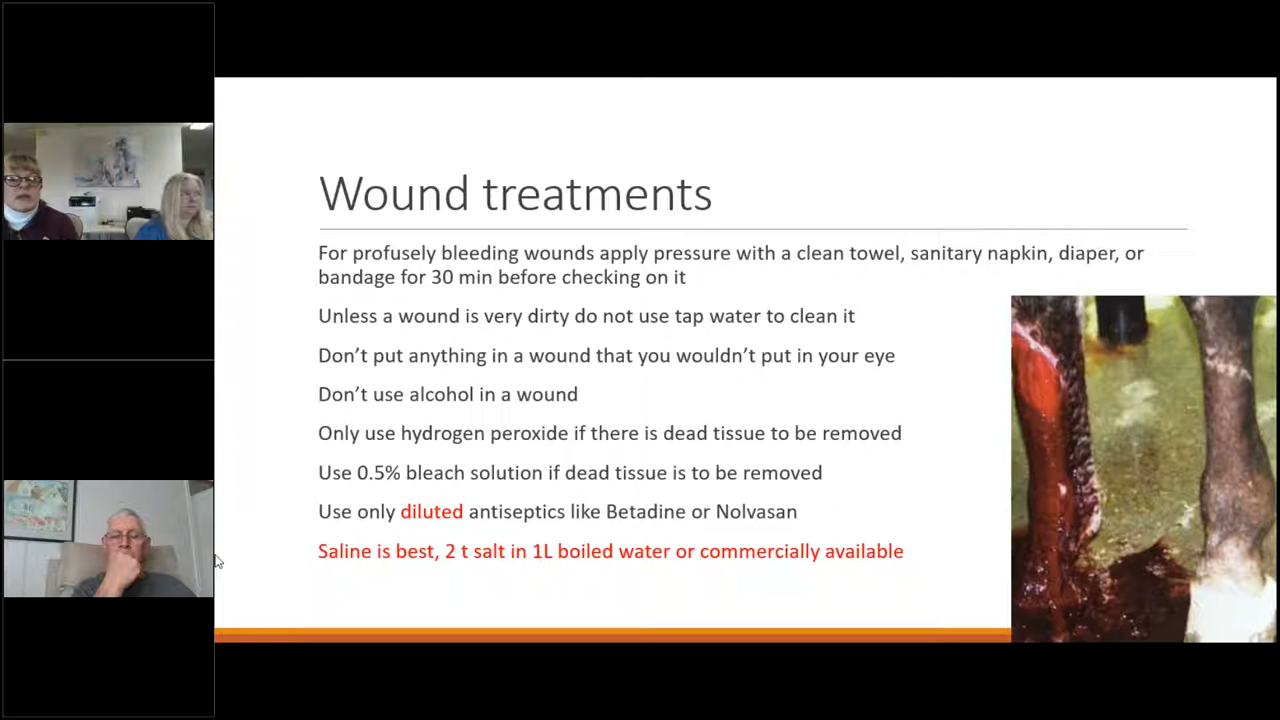 Wound treatments
For profusely bleeding wounds apply pressure with a clean towel, sanitary napkin, diaper, or
bandage for 30 min before checking on it
Unless a wound is very dirty do not use tap water to clean it
Don’t put anything in a wound that you wouldn’t put in your eye
Don’t use alcohol in a wound
Only use hydrogen peroxide if there is dead tissue to be removed
Use 0.5% bleach solution if dead tissue is to be removed
Use only diluted antiseptics like Betadine or Nolvasan
Saline is best, 2 t salt in 1L boiled water or commercially available